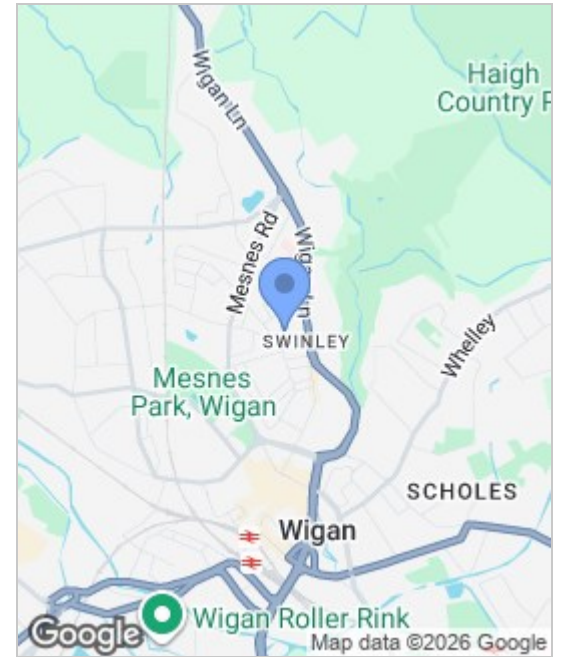 Wigan Ln
Haigh
Country P
Mesnes Rd
Wigan Ln
SWINLEY
Whelley
Mesnes
Park, Wigan
SCHOLES
Wigan
Wigan Roller Rink
Google
Map data ©2026 Google